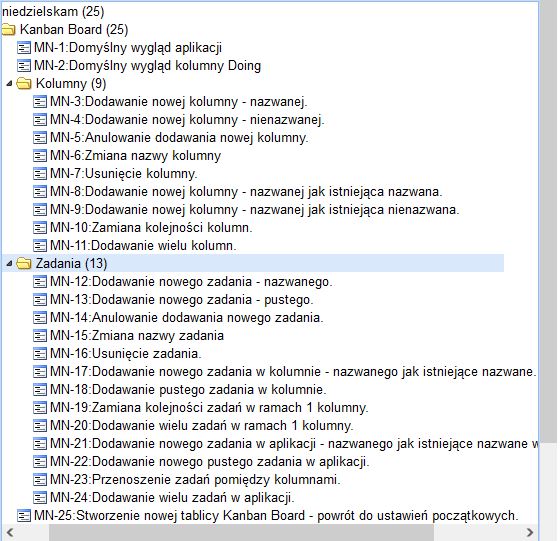 niedzielskam (25)
Kanban Board (25)
MN-1:Domyślny wygląd aplikacji
MN-2:Domyślny wygląd kolumny Doing
Kolumny (9)
MN-3:Dodawanie nowej kolumny - nazwanej.
MN-4:Dodawanie nowej kolumny - nienazwanej.
MN-5:Anulowanie dodawania nowej kolumny.
MN-6:Zmiana nazwy kolumny
MN-7:Usunięcie kolumny.
MN-8:Dodawanie nowej kolumny - nazwanej jak istniejąca nazwana.
MN-9:Dodawanie nowej kolumny - nazwanej jak istniejąca nienazwana.
MN-10:Zamiana kolejności kolumn.
MN-11:Dodawanie wielu kolumn.
Zadania (13)
MN-12:Dodawanie nowego zadania - nazwanego.
MN-13:Dodawanie nowego zadania - pustego.
MN-14:Anulowanie dodawania nowego zadania.
MN-15:Zmiana nazwy zadania
MN-16:Usunięcie zadania.
MN-17:Dodawanie nowego zadania w kolumnie - nazwanego jak istniejące nazwane.
MN-18:Dodawanie pustego zadania w kolumnie.
MN-19:Zamiana kolejności zadań w ramach 1 kolumny.
MN-20:Dodawanie wielu zadań w ramach 1 kolumny.
MN-21:Dodawanie nowego zadania w aplikacji - nazwanego jak istniejące nazwane w
MN-22:Dodawanie nowego pustego zadania w aplikacji.
MN-23:Przenoszenie zadań pomiędzy kolumnami.
MN-24:Dodawanie wielu zadań w aplikacji.
MN-25:Stworzenie nowej tablicy Kanban Board - powrót do ustawień początkowych.